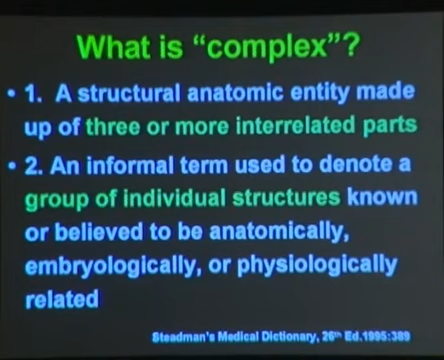 What is “complex”?
• 1. A structural anatomic entity made
up of three or more interrelated parts
• 2. An informal term used to denote a
group of individual structures known
or believed to be anatomically,
embryologically, or physiologically
related
Steadman's Medical Dictionary, 26th Ed.1995:389